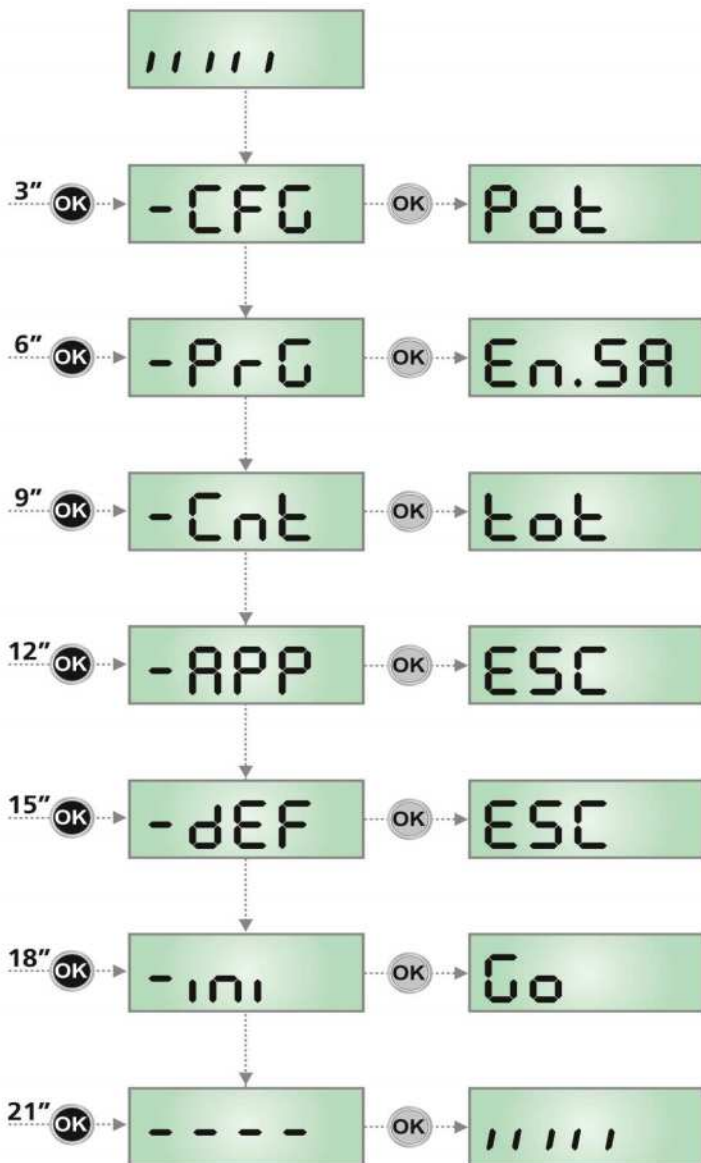 3” OK -CFG OK Pot
6” OK -PrG OK En.SA
9” OK -Cnt OK tot
12” OK -APP OK ESC
15” OK -dEF OK ESC
18” OK -ini OK Go
21” OK ---- OK